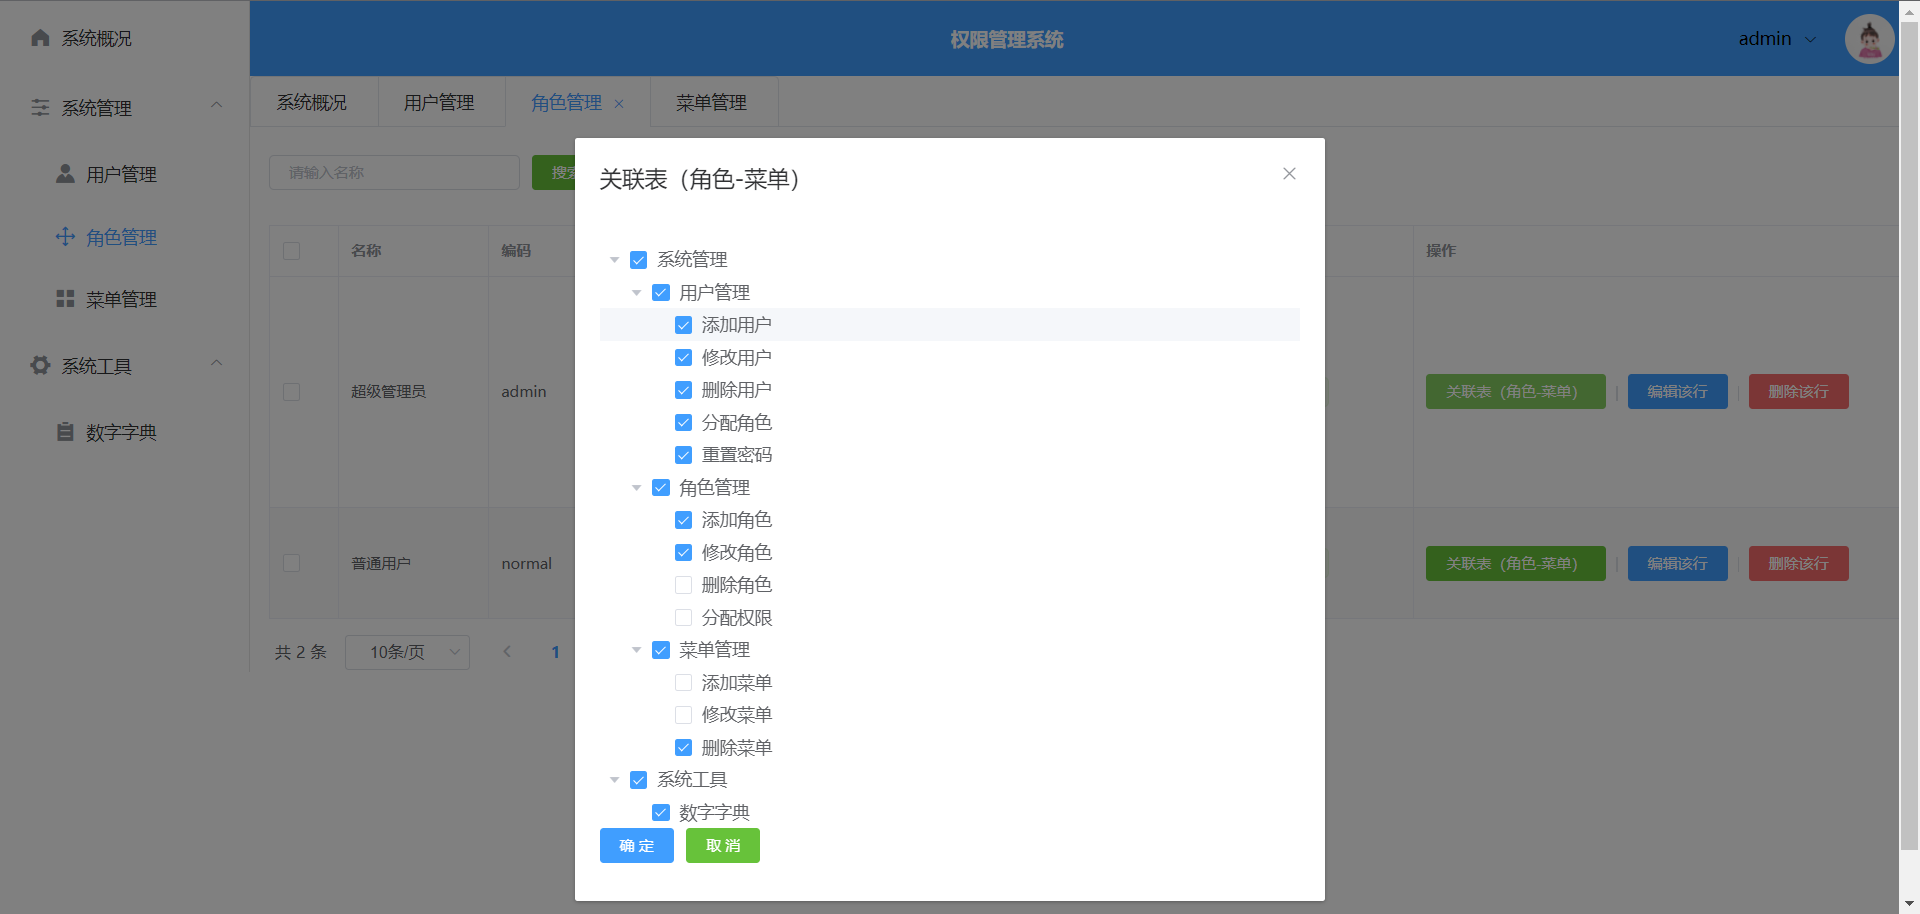 系统概况
系统管理
用户管理
角色管理
菜单管理
系统工具
数字字典
权限管理系统
admin
系统概况
用户管理
角色管理
菜单管理
请输入名称
名称
编码
操作
超级管理员
admin
关联表（角色-菜单）
编辑该行
删除该行
普通用户
normal
关联表（角色-菜单）
编辑该行
删除该行
共 2 条
10条/页
1
关联表（角色-菜单）
系统管理
用户管理
添加用户
修改用户
删除用户
分配角色
重置密码
角色管理
添加角色
修改角色
删除角色
分配权限
菜单管理
添加菜单
修改菜单
删除菜单
系统工具
数字字典
确 定
取 消